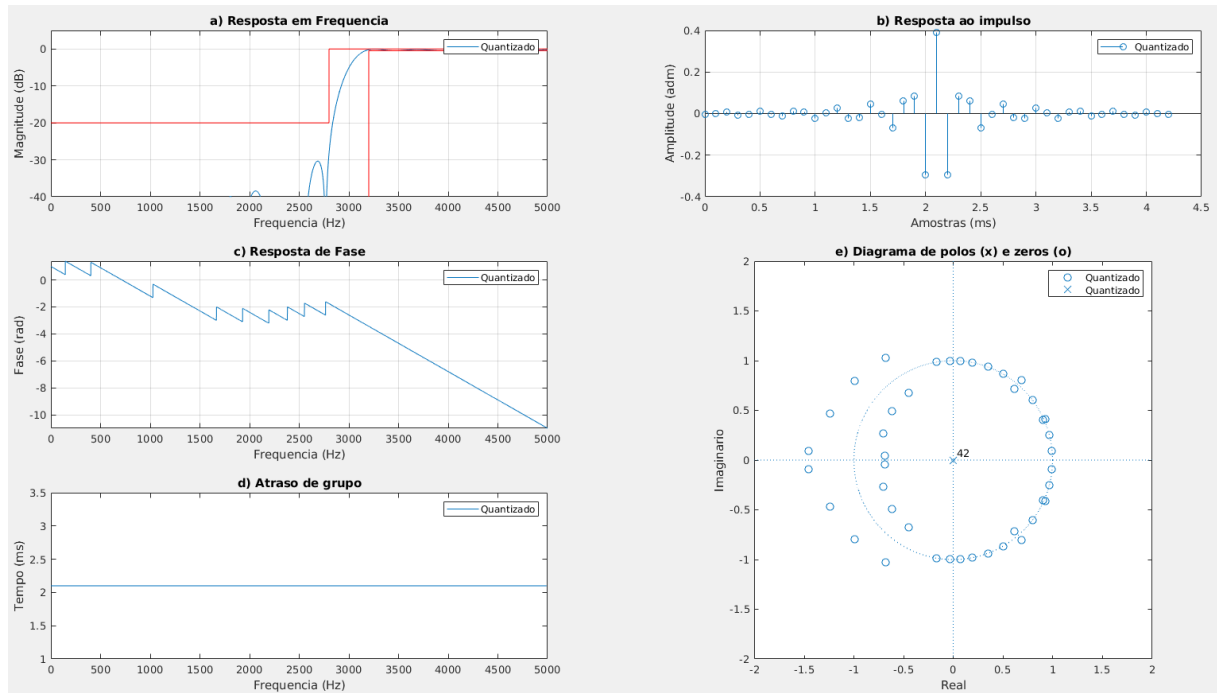 a) Resposta em Frequencia
Quantizado
0
-10
-20
-30
-40
Magnitude (dB)
0 500 1000 1500 2000 2500 3000 3500 4000 4500 5000
Frequencia (Hz)
b) Resposta ao impulso
Quantizado
0.4
0.2
0
-0.2
-0.4
Amplitude (adm)
0 0.5 1 1.5 2 2.5 3 3.5 4 4.5
Amostras (ms)
c) Resposta de Fase
Quantizado
0
-2
-4
-6
-8
-10
Fase (rad)
0 500 1000 1500 2000 2500 3000 3500 4000 4500 5000
Frequencia (Hz)
d) Atraso de grupo
Quantizado
3.5
3
2.5
2
1.5
1
Tempo (ms)
0 500 1000 1500 2000 2500 3000 3500 4000 4500 5000
Frequencia (Hz)
e) Diagrama de polos (x) e zeros (o)
Quantizado
Quantizado
2
1.5
1
0.5
0
-0.5
-1
-1.5
-2
Imaginario
42
-2 -1.5 -1 -0.5 0 0.5 1 1.5 2
Real